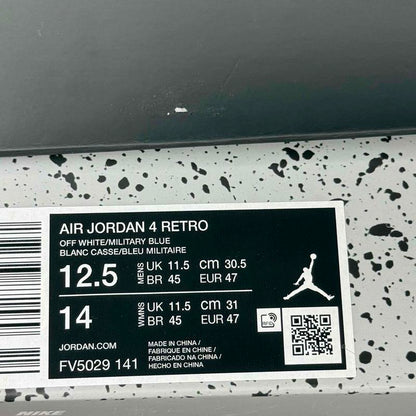 AIR JORDAN 4 RETRO
OFF WHITE/MILITARY BLUE
BLANC CASSE/BLEU MILITAIRE
12.5 MENS UK 11.5 cm 30.5
BR 45 EUR 47
14 WMNS UK 11.5 cm 31
BR 45 EUR 47
JORDAN.COM
FV5029 141
MADE IN CHINA /
FABRIQUE EN CHINE /
FABRICADO NA CHINA /
HECHO EN CHINA
NIKE